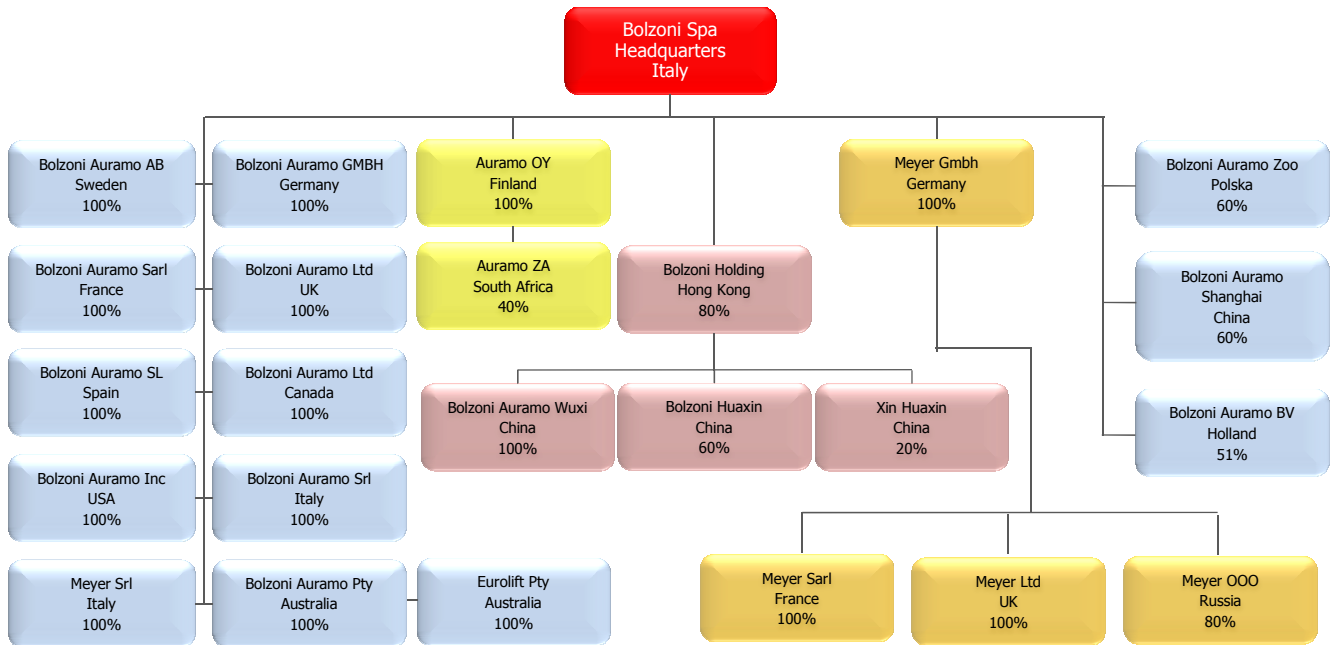 Bolzoni Spa
Headquarters
Italy
Bolzoni Auramo AB
Sweden
100%
Bolzoni Auramo GMBH
Germany
100%
Auramo OY
Finland
100%
Meyer Gmbh
Germany
100%
Bolzoni Auramo Zoo
Polska
60%
Bolzoni Auramo Sarl
France
100%
Bolzoni Auramo Ltd
UK
100%
Auramo ZA
South Africa
40%
Bolzoni Holding
Hong Kong
80%
Bolzoni Auramo
Shanghai
China
60%
Bolzoni Auramo SL
Spain
100%
Bolzoni Auramo Ltd
Canada
100%
Bolzoni Auramo Wuxi
China
100%
Bolzoni Huaxin
China
60%
Xin Huaxin
China
20%
Bolzoni Auramo BV
Holland
51%
Bolzoni Auramo Inc
USA
100%
Bolzoni Auramo Srl
Italy
100%
Meyer Srl
Italy
100%
Bolzoni Auramo Pty
Australia
100%
Eurolift Pty
Australia
100%
Meyer Sarl
France
100%
Meyer Ltd
UK
100%
Meyer OOO
Russia
80%